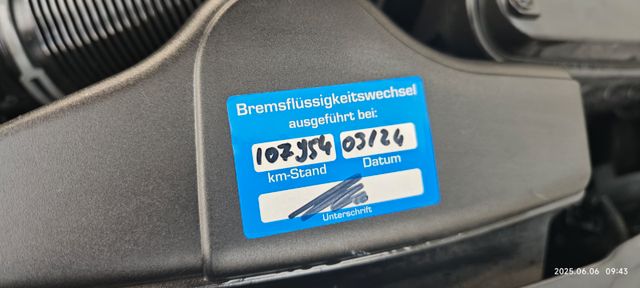 Bremsflüssigkeitswechsel
ausgeführt bei:
107954 03/24
km-Stand Datum
Unterschrift
2025.06.06 09:43